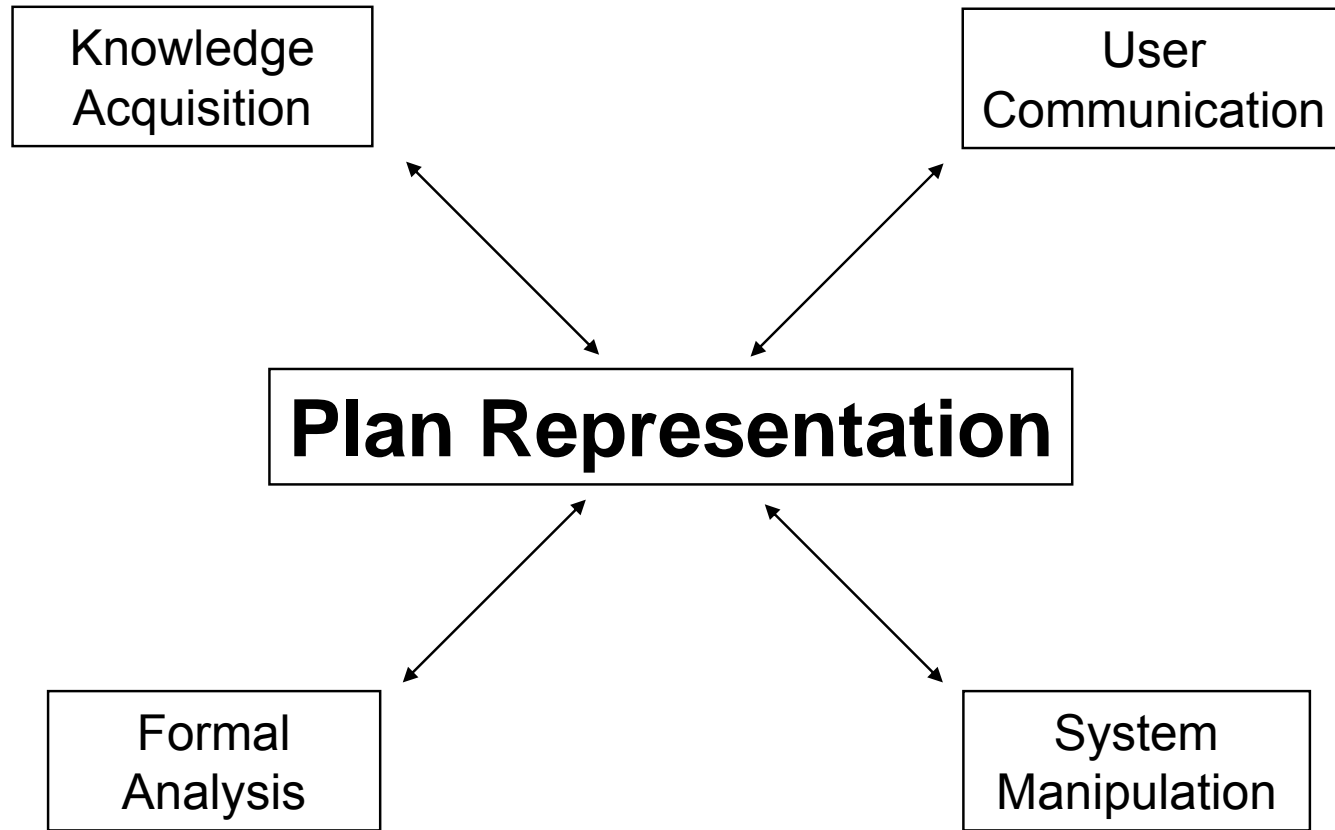 Knowledge
Acquisition
User
Communication
Plan Representation
Formal
Analysis
System
Manipulation